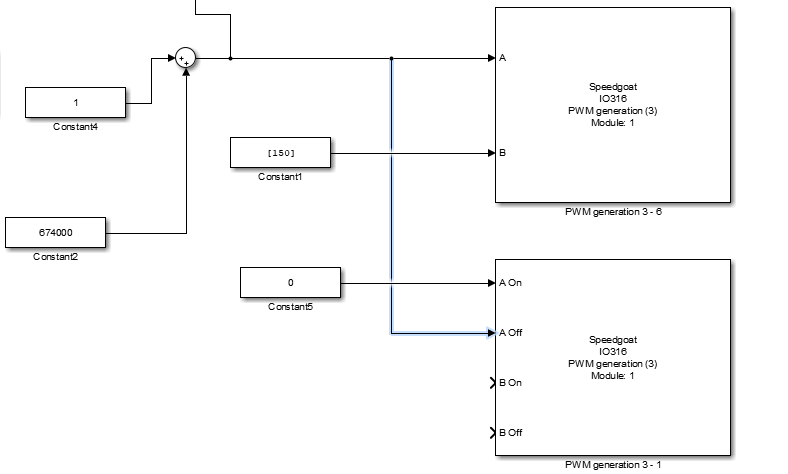 A
Speedgoat
IO316
PWM generation (3)
Module: 1
B
PWM generation 3 - 6
+
+
1
Constant4
[150]
Constant1
674000
Constant2
0
Constant5
A On
A Off
Speedgoat
IO316
PWM generation (3)
Module: 1
B On
B Off
PWM generation 3 - 1